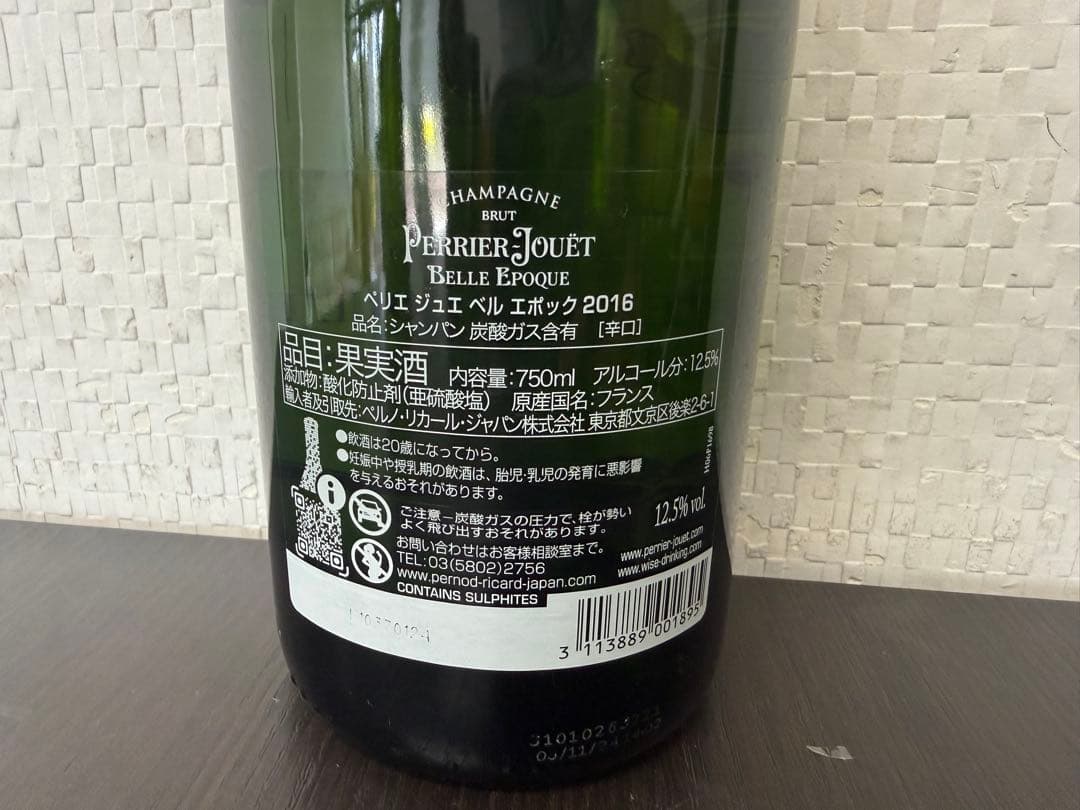 CHAMPAGNE
BRUT
PERRIER-JOUËT
BELLE EPOQUE
ペリエ ジュエ ベル エポック 2016
品名:シャンパン 炭酸ガス含有 [辛口]
品目:果実酒 内容量:750ml アルコール分:12.5%
添加物:酸化防止剤(亜硫酸塩) 原産国名:フランス
輸入者及引取先:ペルノ・リカール・ジャパン株式会社 東京都文京区後楽2-6-1
●飲酒は20歳になってから。
●妊娠中や授乳期の飲酒は、胎児・乳児の発育に悪影響
を与えるおそれがあります。
ご注意－炭酸ガスの圧力で、栓が勢い
よく飛び出すおそれがあります。
お問い合わせはお客様相談室まで。
TEL:03(5802)2756
www.pernod-ricard-japan.com
CONTAINS SULPHITES
12.5% vol.
www.perrier-jouet.com
www.wise-drinking.com
3 113889 001895